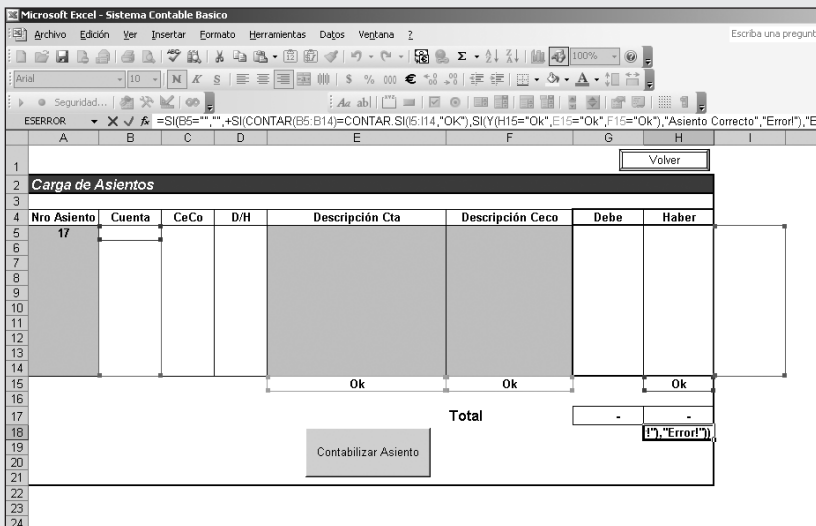 Microsoft Excel - Sistema Contable Basico
Archivo Edición Ver Insertar Formato Herramientas Datos Ventana ? Escriba una pregunt
100%
Arial 10 N K S $ % 000 €
Seguridad... Aa ab|
ESERROR =SI(B5="","",+SI(CONTAR(B5:B14)=CONTAR.SI(I5:I14,"OK"),SI(Y(H15="Ok",E15="Ok",F15="Ok"),"Asiento Correcto","Error!"),"E
A B C D E F G H I
1 Volver
2 Carga de Asientos
3
4 Nro Asiento Cuenta CeCo D/H Descripción Cta Descripción Ceco Debe Haber
5 17
6
7
8
9
10
11
12
13
14
15 Ok Ok Ok
16
17 Total - -
18 !"),"Error!"))
19 Contabilizar Asiento
20
21
22
23
24